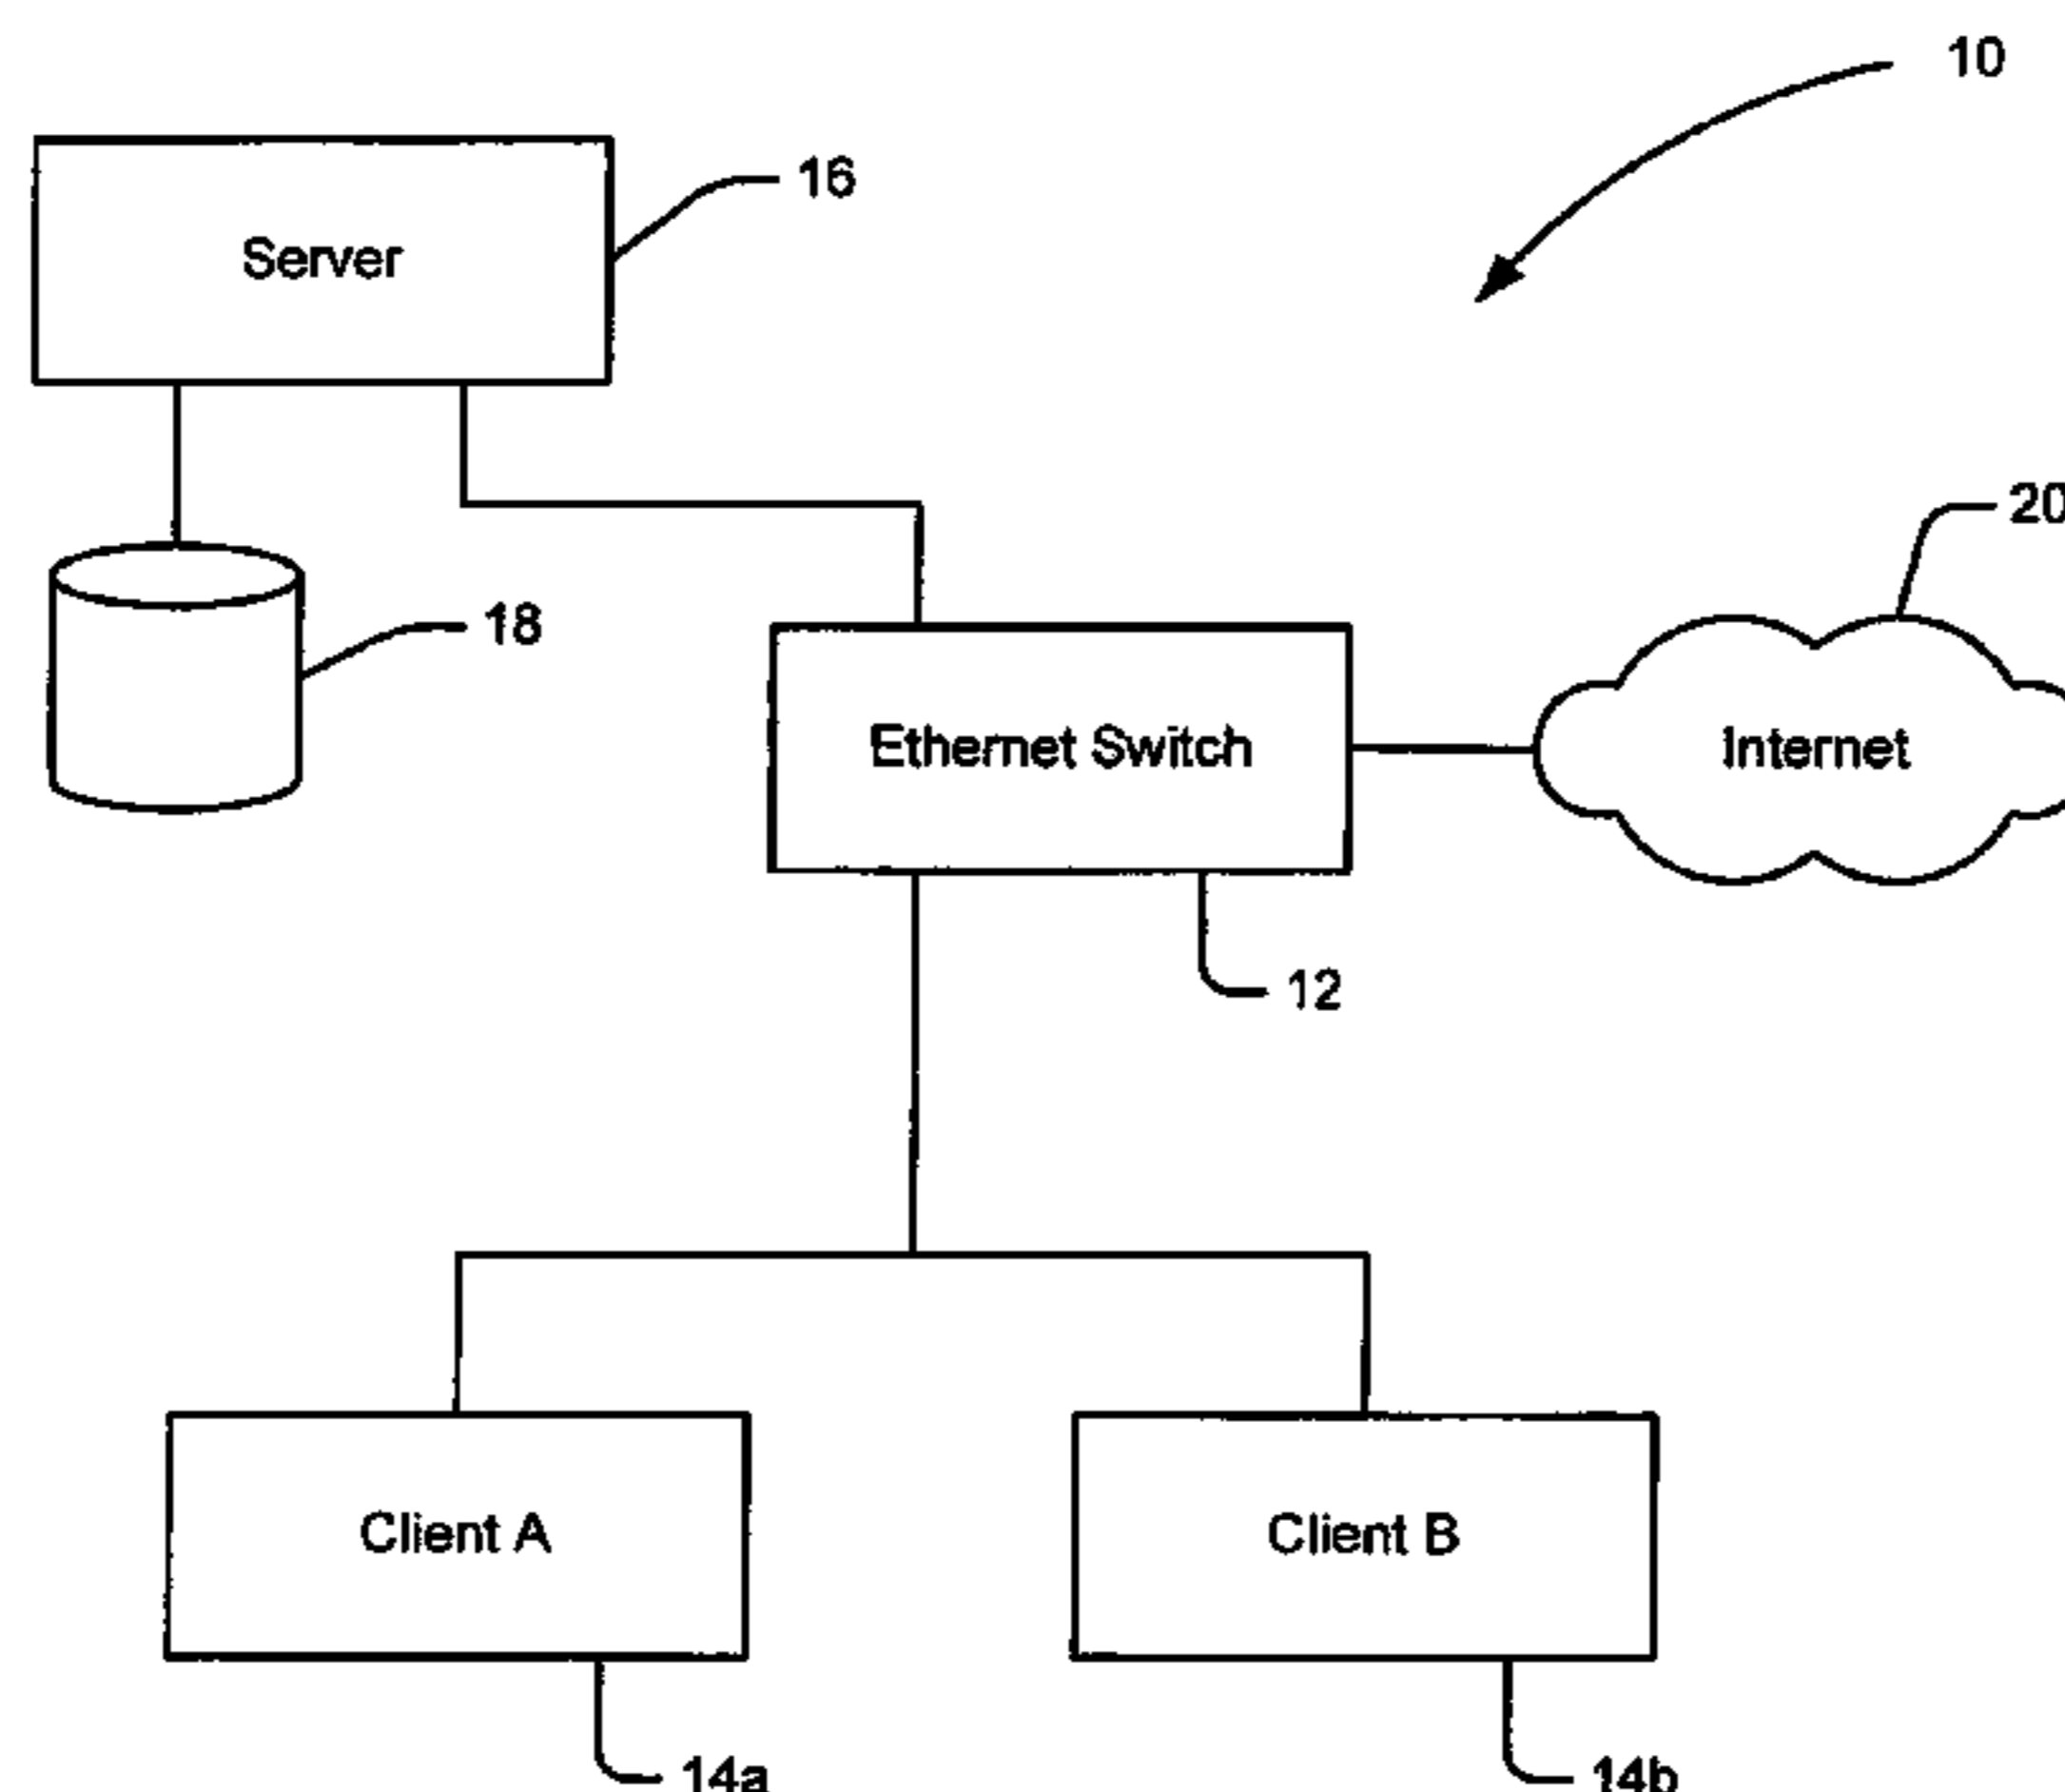 10
16
Server
20
18
Ethernet Switch
Internet
12
Client A
Client B
14a
14b